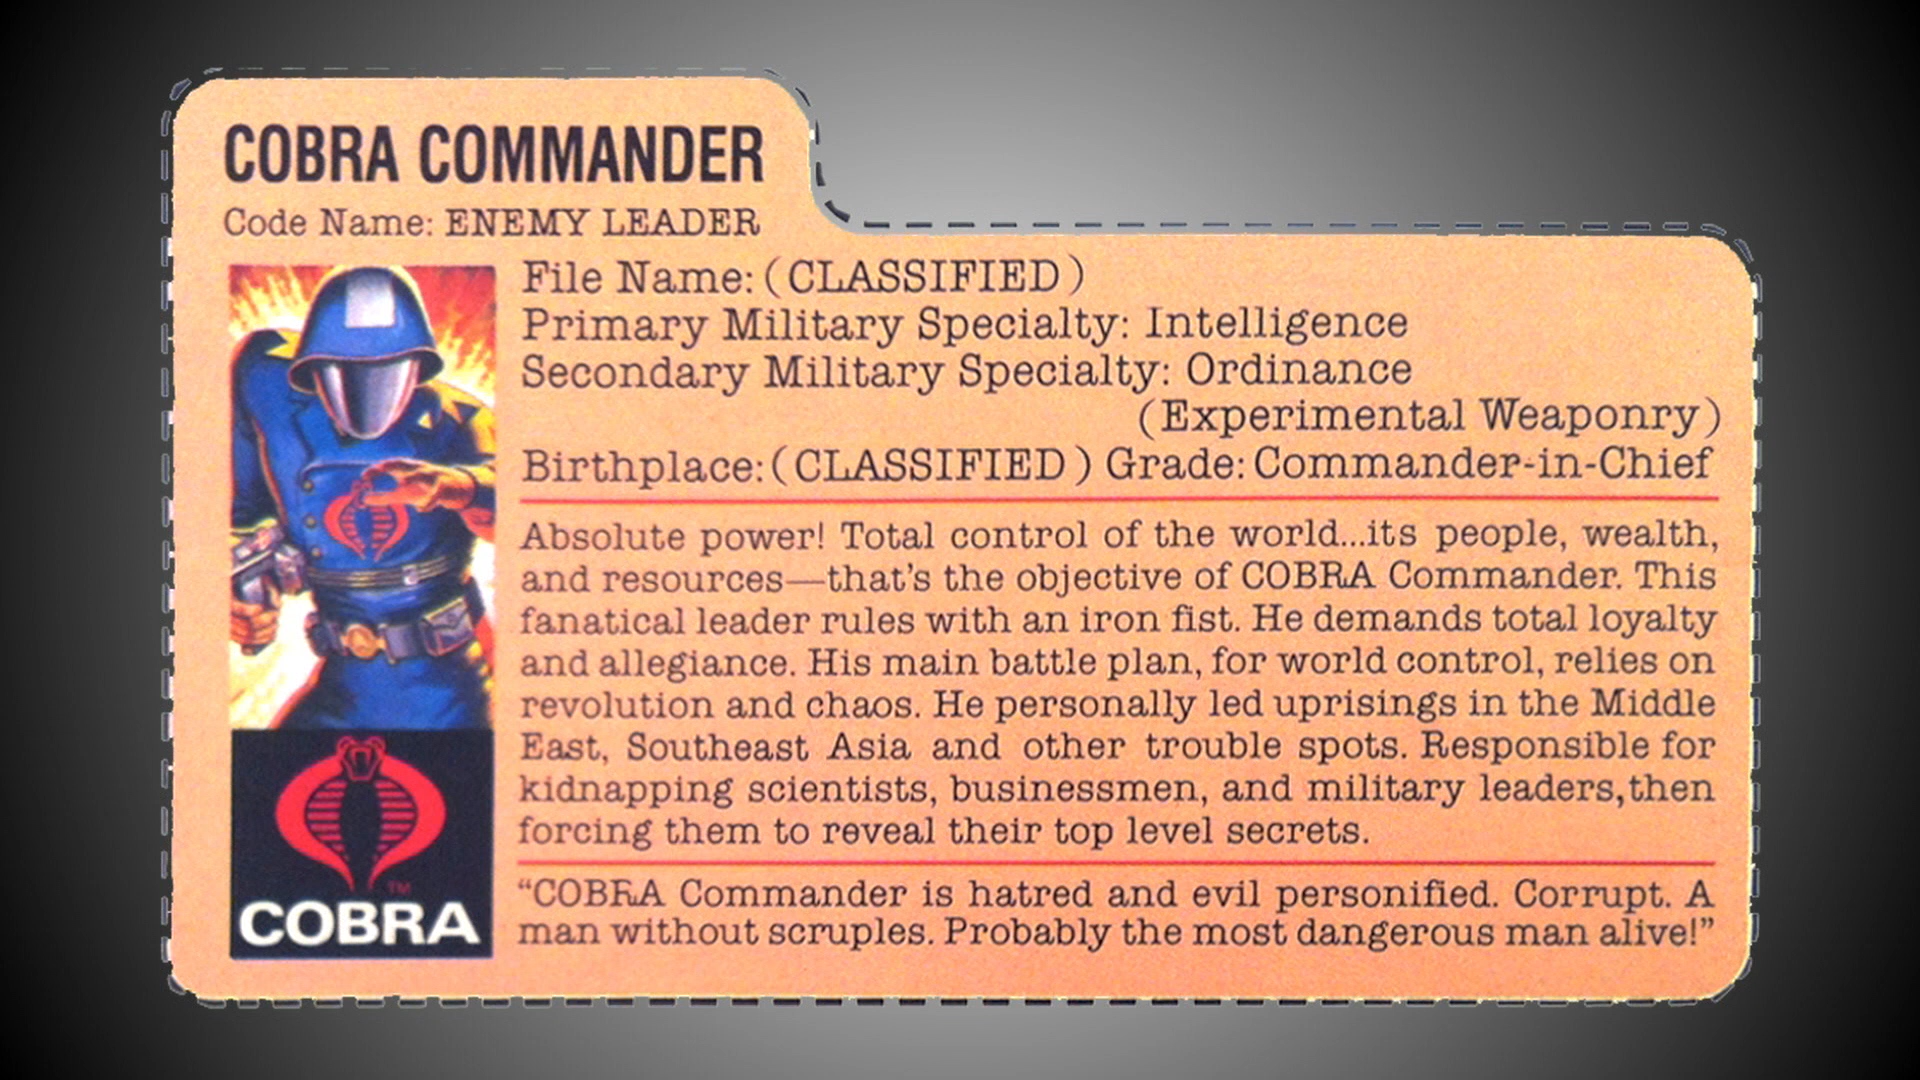 COBRA COMMANDER
Code Name: ENEMY LEADER
File Name: (CLASSIFIED)
Primary Military Specialty: Intelligence
Secondary Military Specialty: Ordinance
(Experimental Weaponry)
Birthplace: (CLASSIFIED) Grade: Commander-in-Chief
Absolute power! Total control of the world...its people, wealth,
and resources—that's the objective of COBRA Commander. This
fanatical leader rules with an iron fist. He demands total loyalty
and allegiance. His main battle plan, for world control, relies on
revolution and chaos. He personally led uprisings in the Middle
East, Southeast Asia and other trouble spots. Responsible for
kidnapping scientists, businessmen, and military leaders, then
forcing them to reveal their top level secrets.
"COBRA Commander is hatred and evil personified. Corrupt. A
man without scruples. Probably the most dangerous man alive!"
TM
COBRA